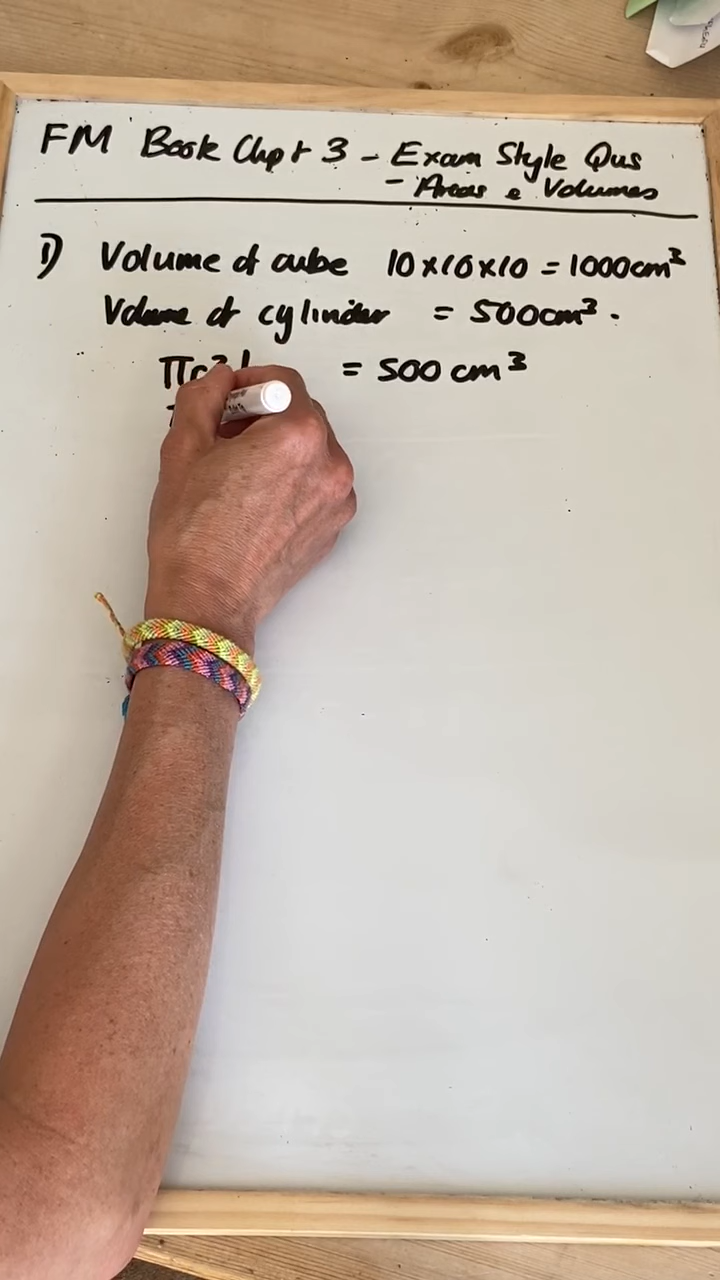 FM Book Chpt 3 - Exam Style Qus
- Areas & Volumes
1) Volume of cube 10×10×10 = 1000cm³
Volume of cylinder = 500cm³.
πr²h = 500 cm³